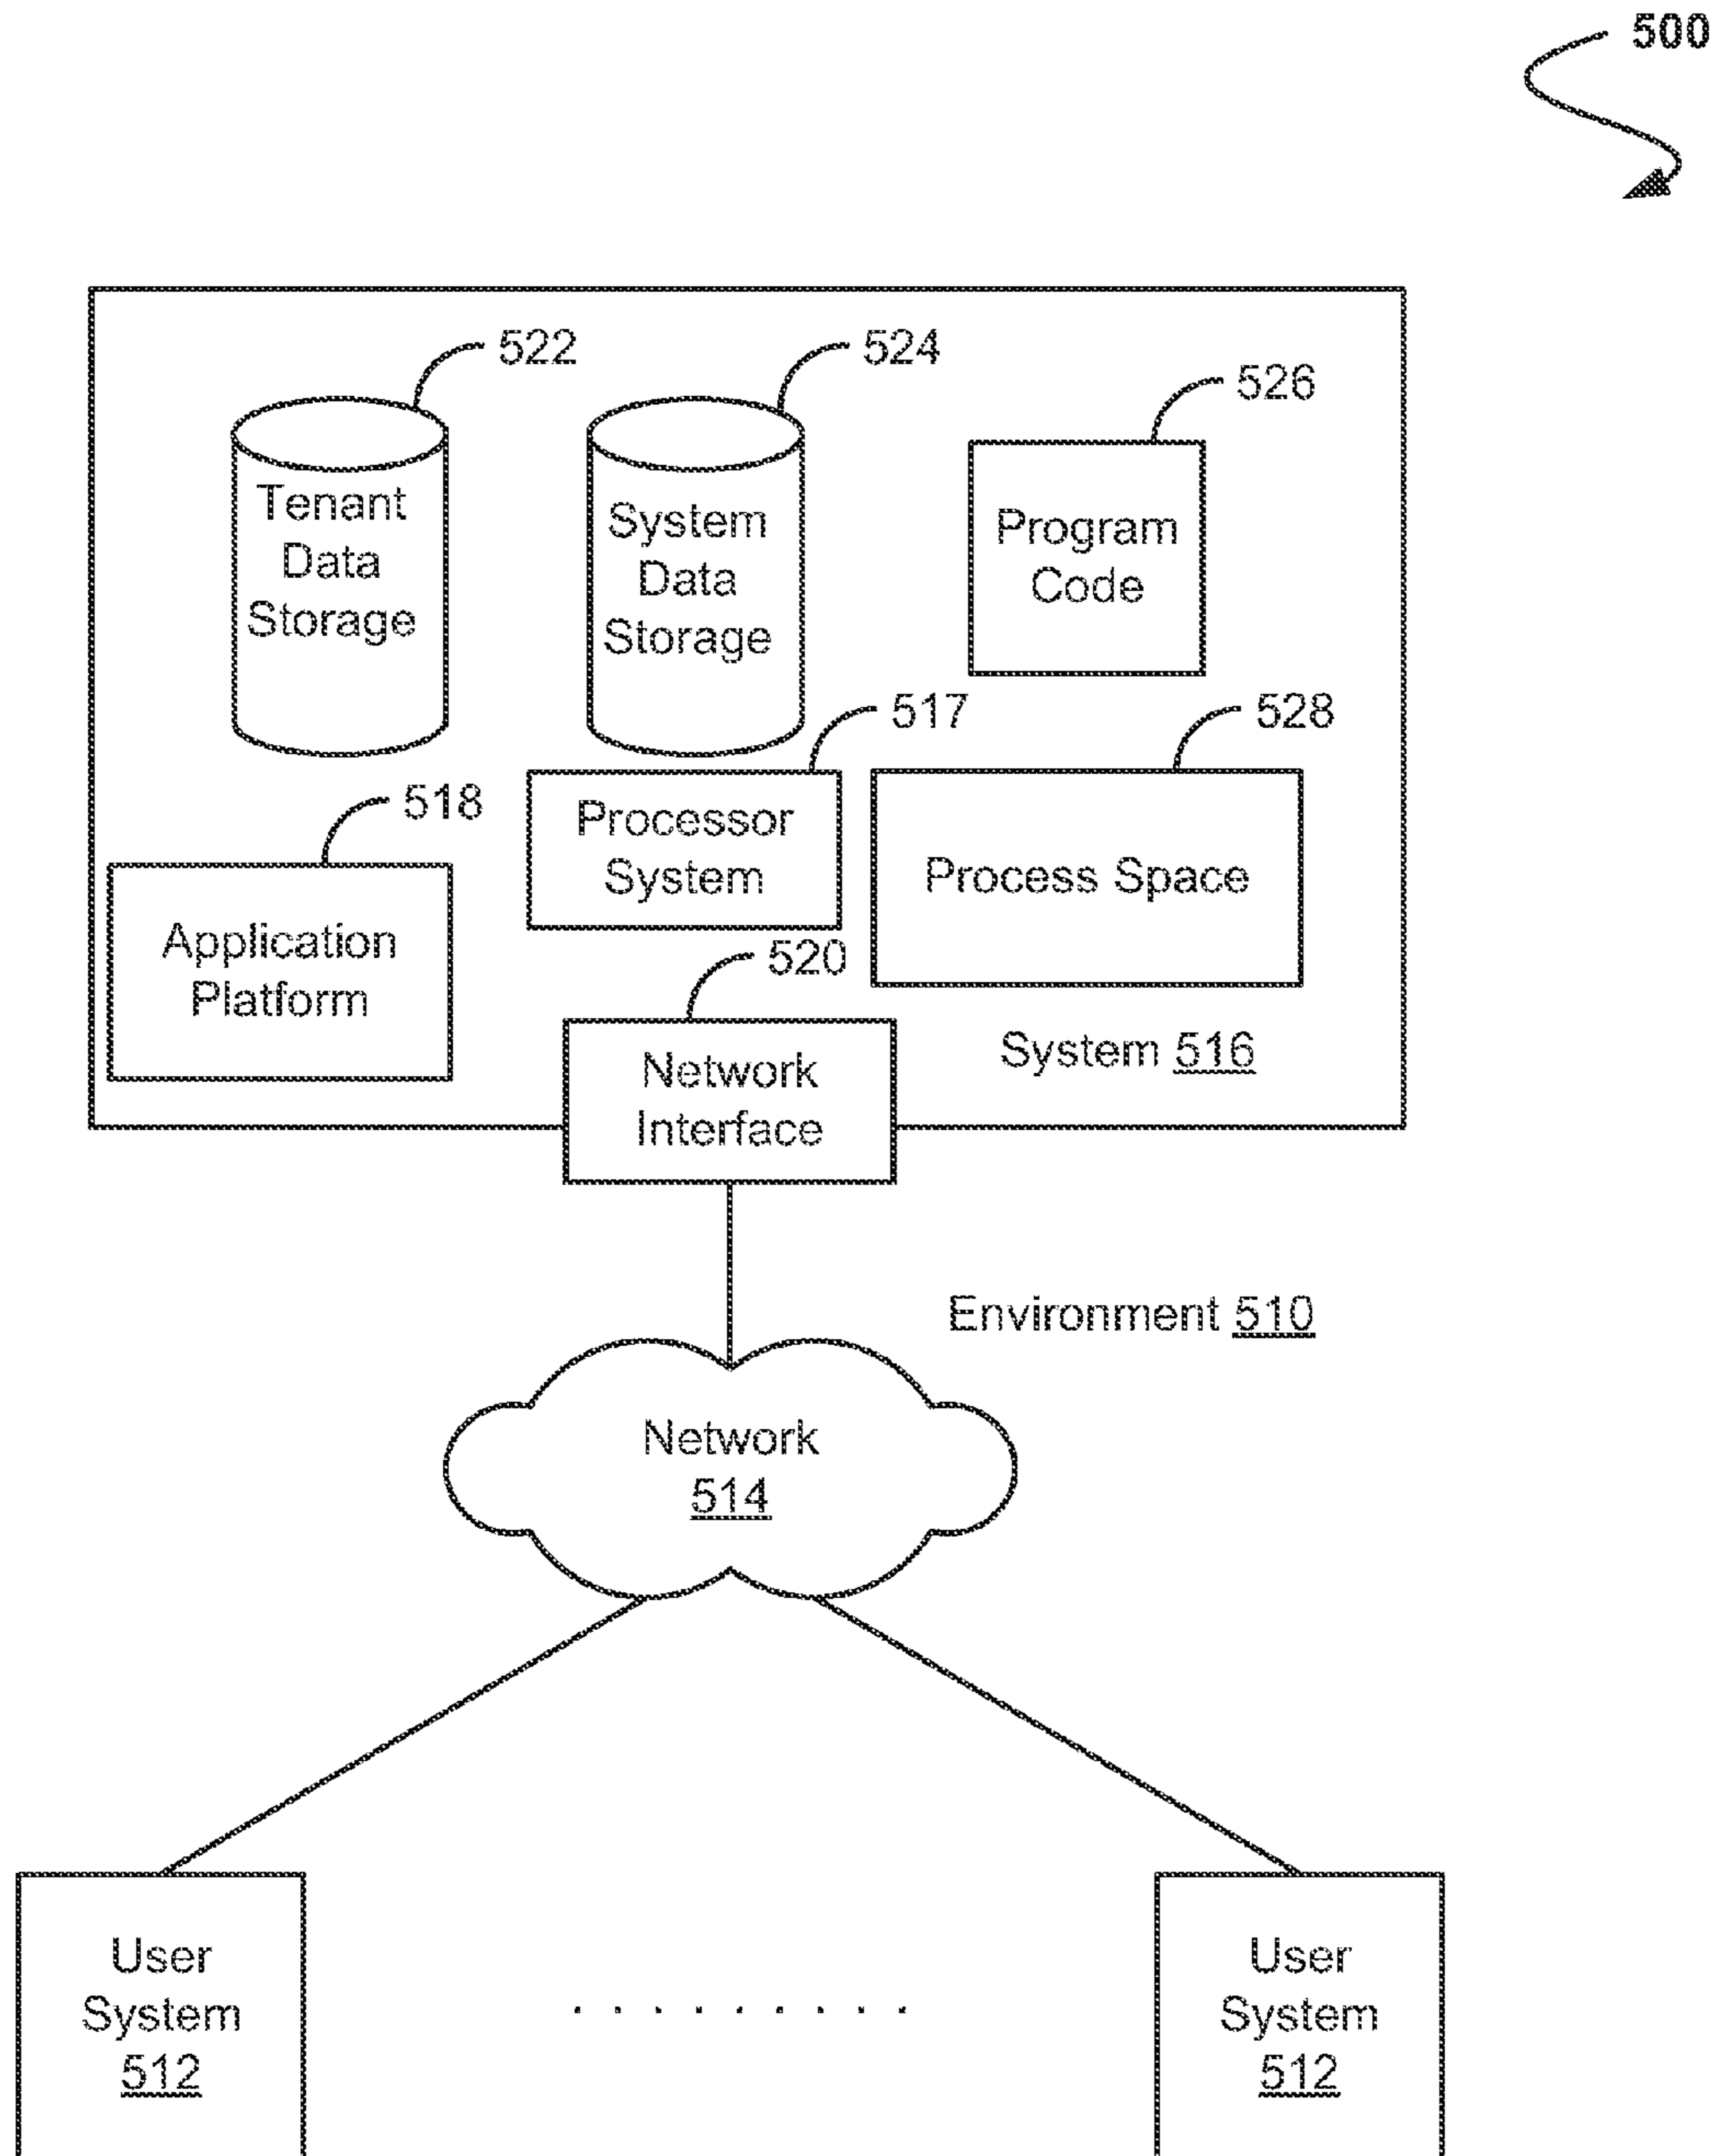 500
522
524
526
Tenant
Data
Storage
System
Data
Storage
Program
Code
517
528
518
Processor
System
Process Space
Application
Platform
520
Network
Interface
System 516
Environment 510
Network
514
User
System
512
User
System
512